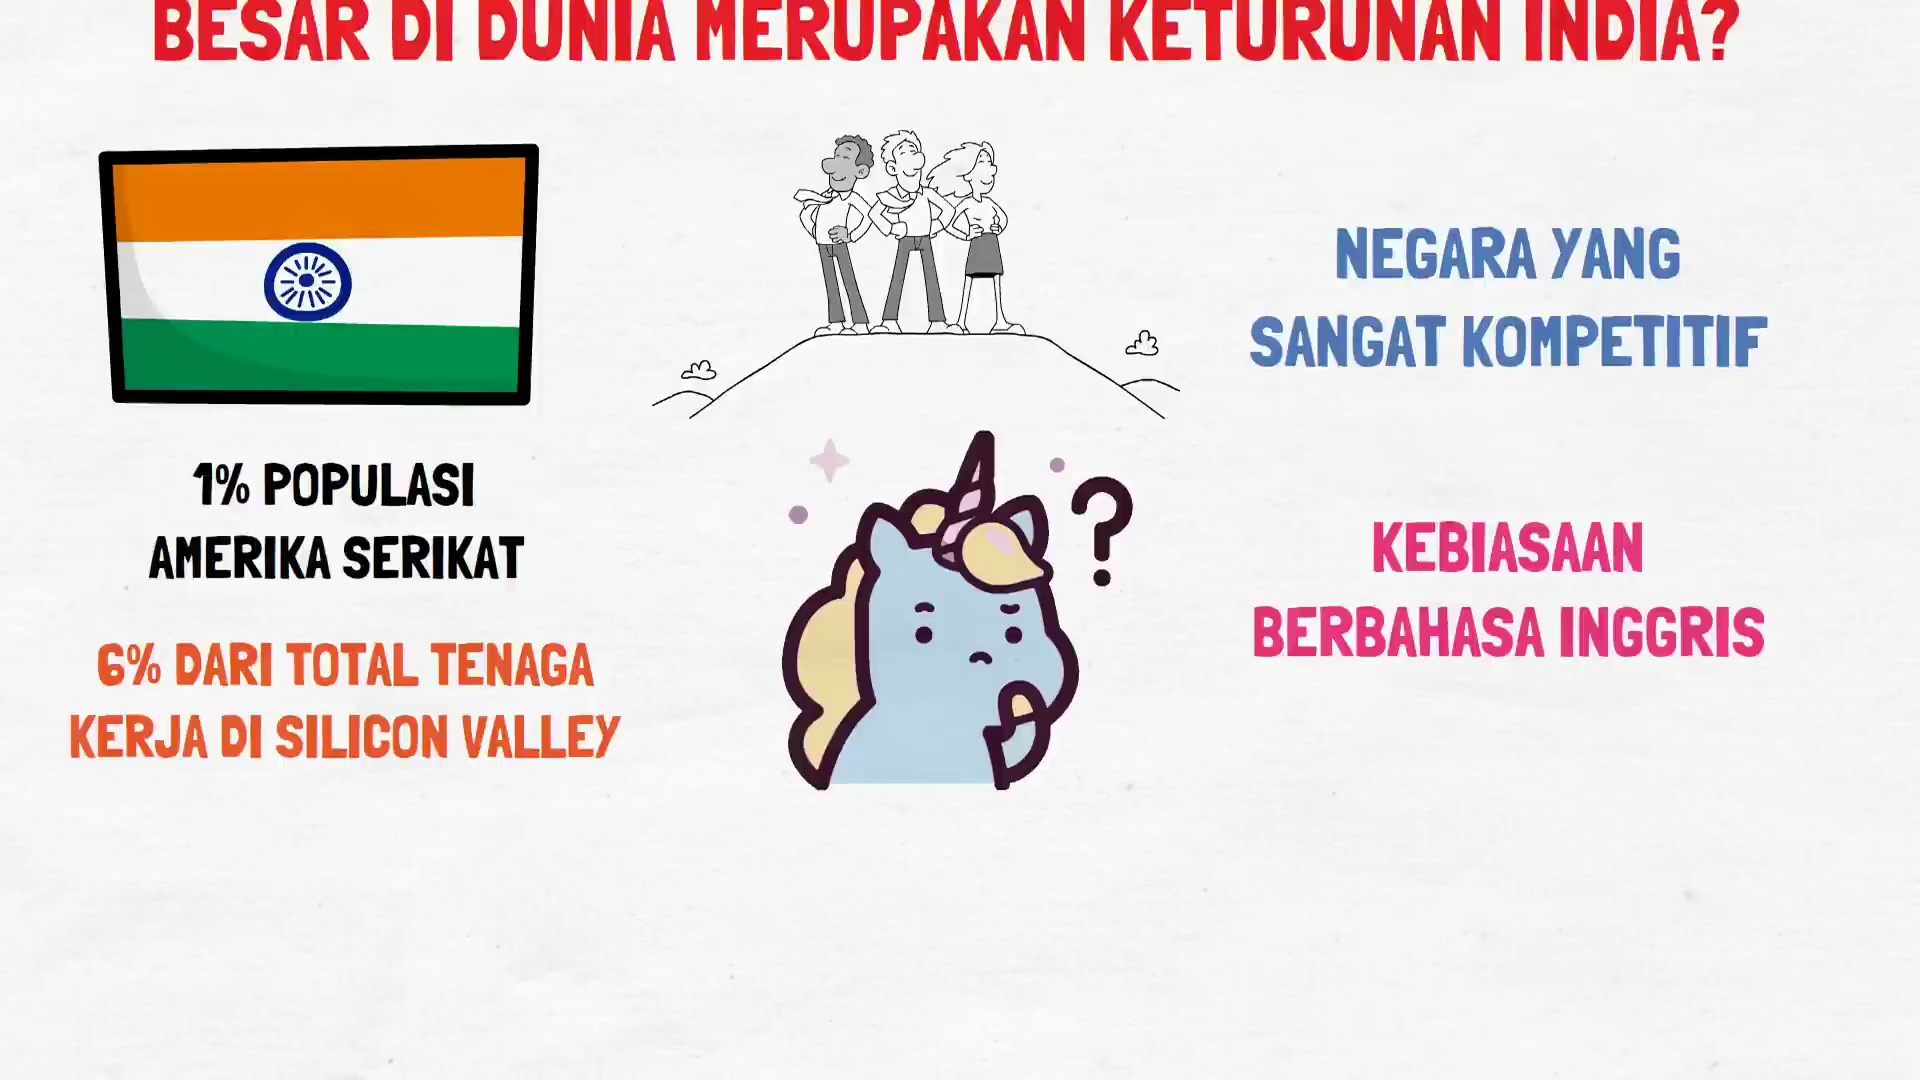 BESAR DI DUNIA MERUPAKAN KETURUNAN INDIA?
1% POPULASI
AMERIKA SERIKAT
6% DARI TOTAL TENAGA
KERJA DI SILICON VALLEY
?
NEGARA YANG
SANGAT KOMPETITIF
KEBIASAAN
BERBAHASA INGGRIS